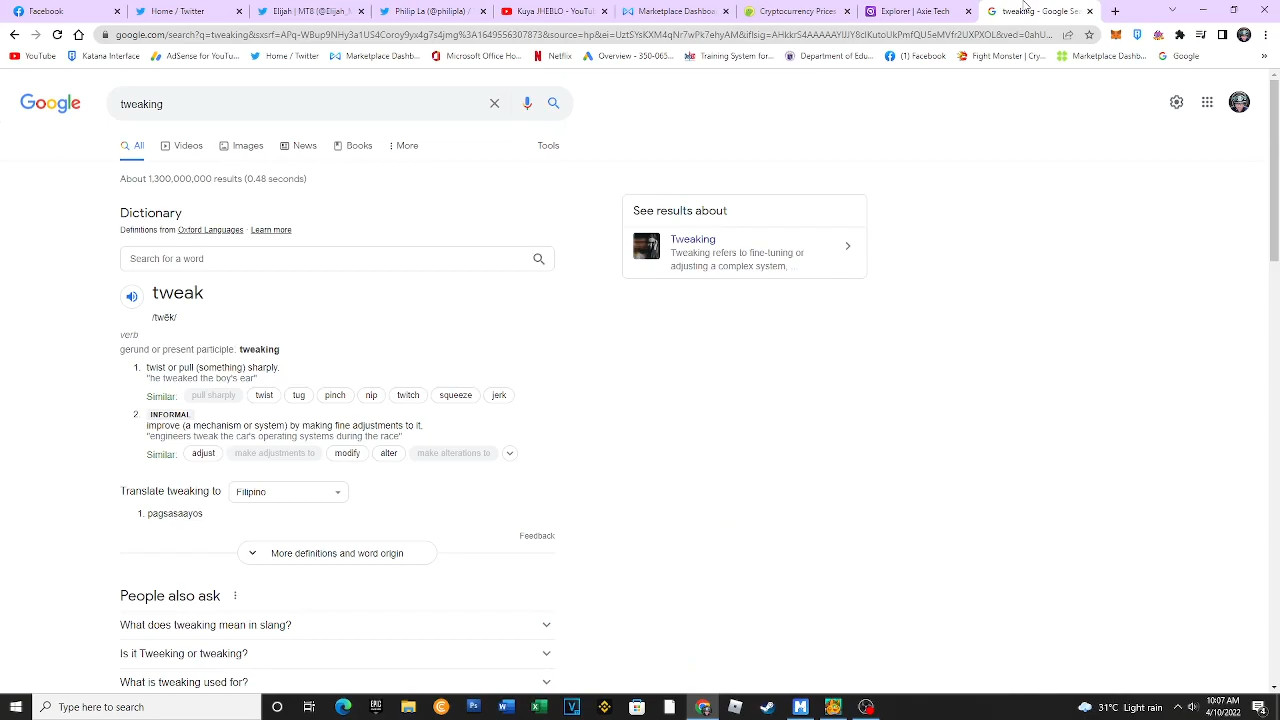 Facebook
Home / Twitter
Elijah | MTB (@Elijah_
Philip La (@philipla) /
Kuya JHEBLO - YouTub
Marketplace Dashboa
Cryptocurrency Prices
Explorer | Axie Tech
tweaking - Google Sea
YouTube
Katana Interface
AdSense for YouTu...
Home / Twitter
Marketplace Dashb...
Microsoft Office Ho...
Netflix
Overview - 350-065...
Training System for...
Department of Edu...
(1) Facebook
Fight Monster | Cry...
Marketplace Dashb...
Google
Google
tweaking
All
Videos
Images
News
Books
More
Tools
About 1,300,000,000 results (0.48 seconds)
Dictionary
Definitions from Oxford Languages · Learn more
Search for a word
tweak
/twēk/
verb
gerund or present participle: tweaking
1. twist or pull (something) sharply.
"he tweaked the boy's ear"
Similar: pull sharply twist tug pinch nip twitch squeeze jerk
2. INFORMAL
improve (a mechanism or system) by making fine adjustments to it.
"engineers tweak the car's operating systems during the race"
Similar: adjust make adjustments to modify alter make alterations to
Translate tweaking to Filipino
1. pagsasaayos
Feedback
More definitions and word origin
People also ask
What does tweaking mean in slang?
Is it Tweeking or tweaking?
What is tweaking used for?
See results about
Tweaking
Tweaking refers to fine-tuning or
adjusting a complex system, ...
Type here to search
31°C Light rain
10:07 AM
4/10/2022